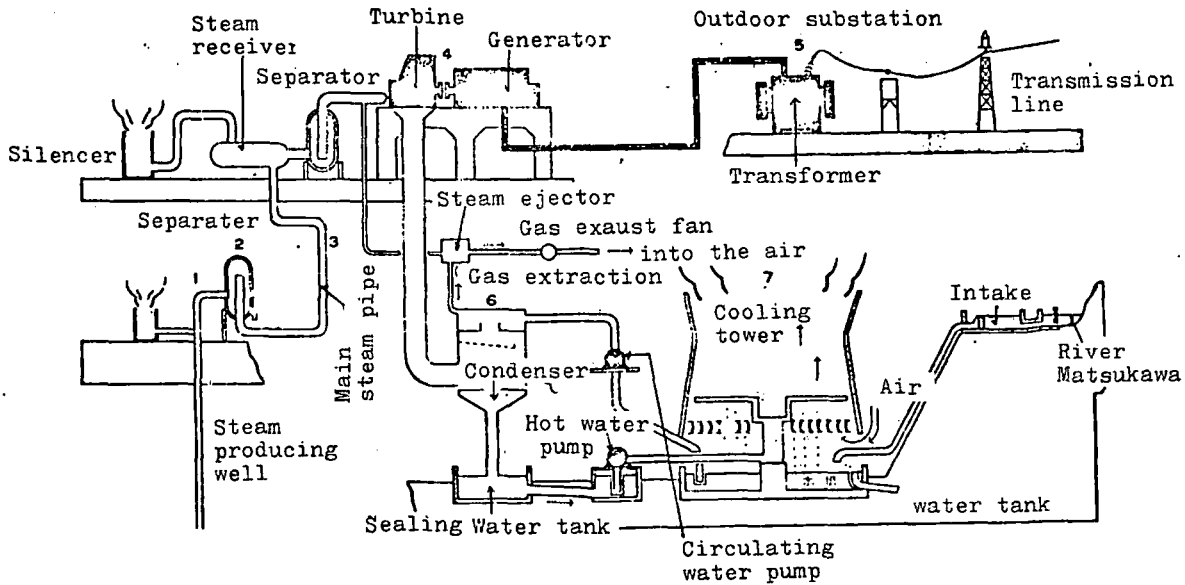 Steam
receiver
Turbine
4
Generator
Separator
Outdoor substation
5
Transmission
line
Silencer
Transformer
Separater
2
3
1
Steam ejector
Gas exaust fan
into the air
Gas extraction
6
7
Cooling
tower
Intake
River
Matsukawa
Main
steam pipe
Condenser
Air
Steam
producing
well
Hot water
pump
Sealing Water tank
water tank
Circulating
water pump